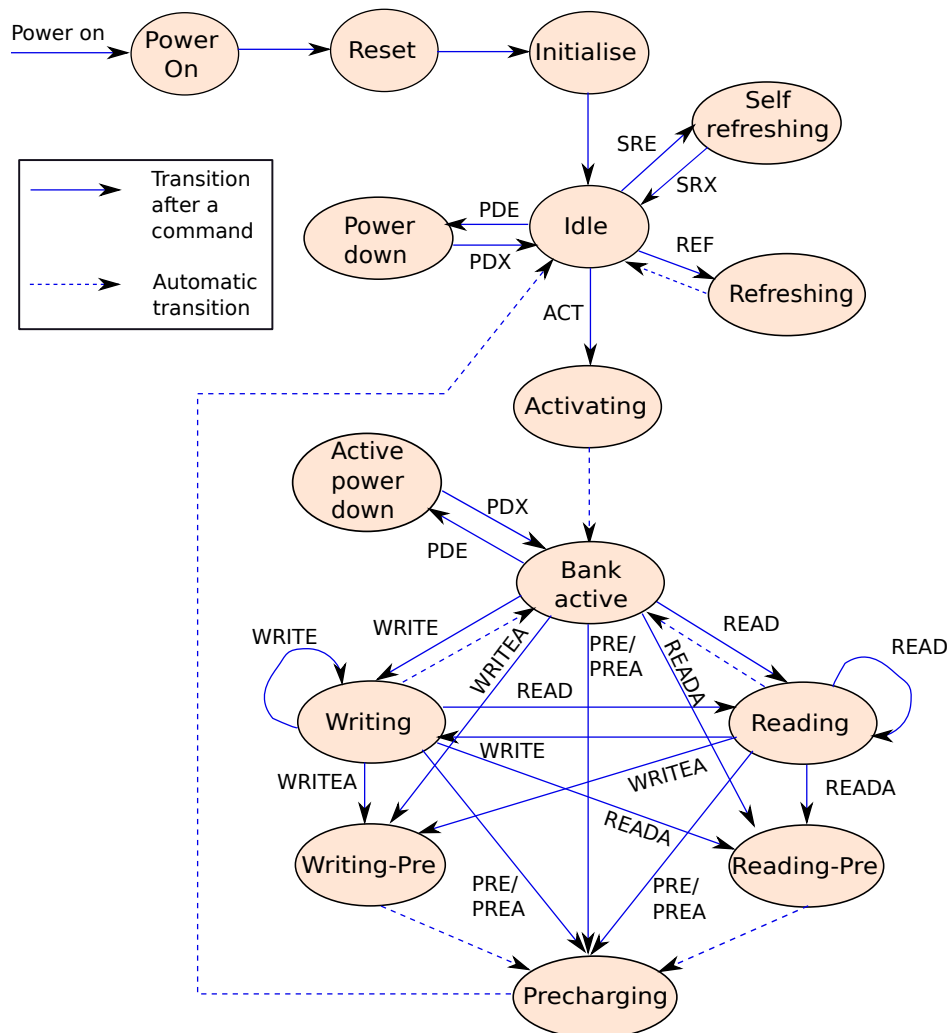 Power on
Power
On
Reset
Initialise
Self
refreshing
Transition
after a
command
Automatic
transition
SRE
SRX
Power
down
PDE
PDX
Idle
REF
Refreshing
ACT
Activating
Active
power
down
PDX
PDE
Bank
active
WRITE
WRITE
WRITEA
PRE/
PREA
READA
READ
READ
Writing
READ
WRITE
Reading
WRITEA
READA
WRITEA
READA
Writing-Pre
Reading-Pre
PRE/
PREA
PRE/
PREA
Precharging